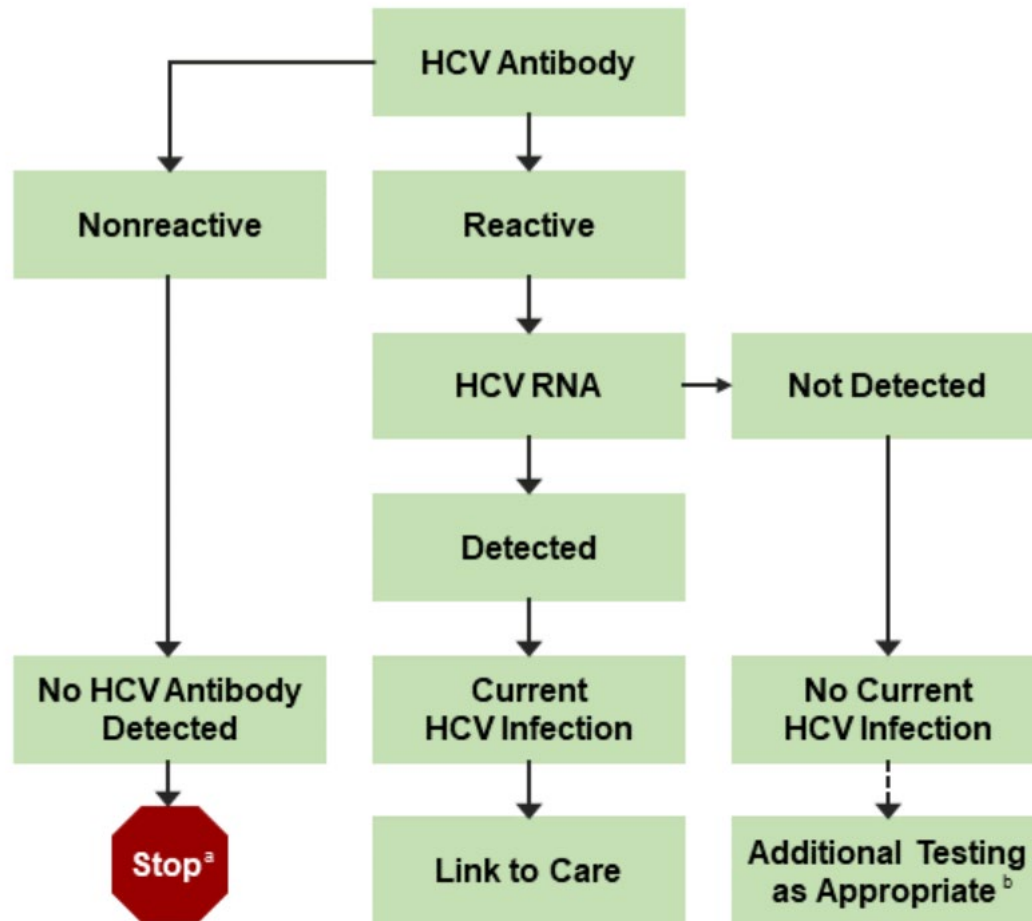 HCV Antibody
Nonreactive
Reactive
HCV RNA
Not Detected
Detected
No HCV Antibody
Detected
Current
HCV Infection
No Current
HCV Infection
Stop a
Link to Care
Additional Testing
as Appropriate b